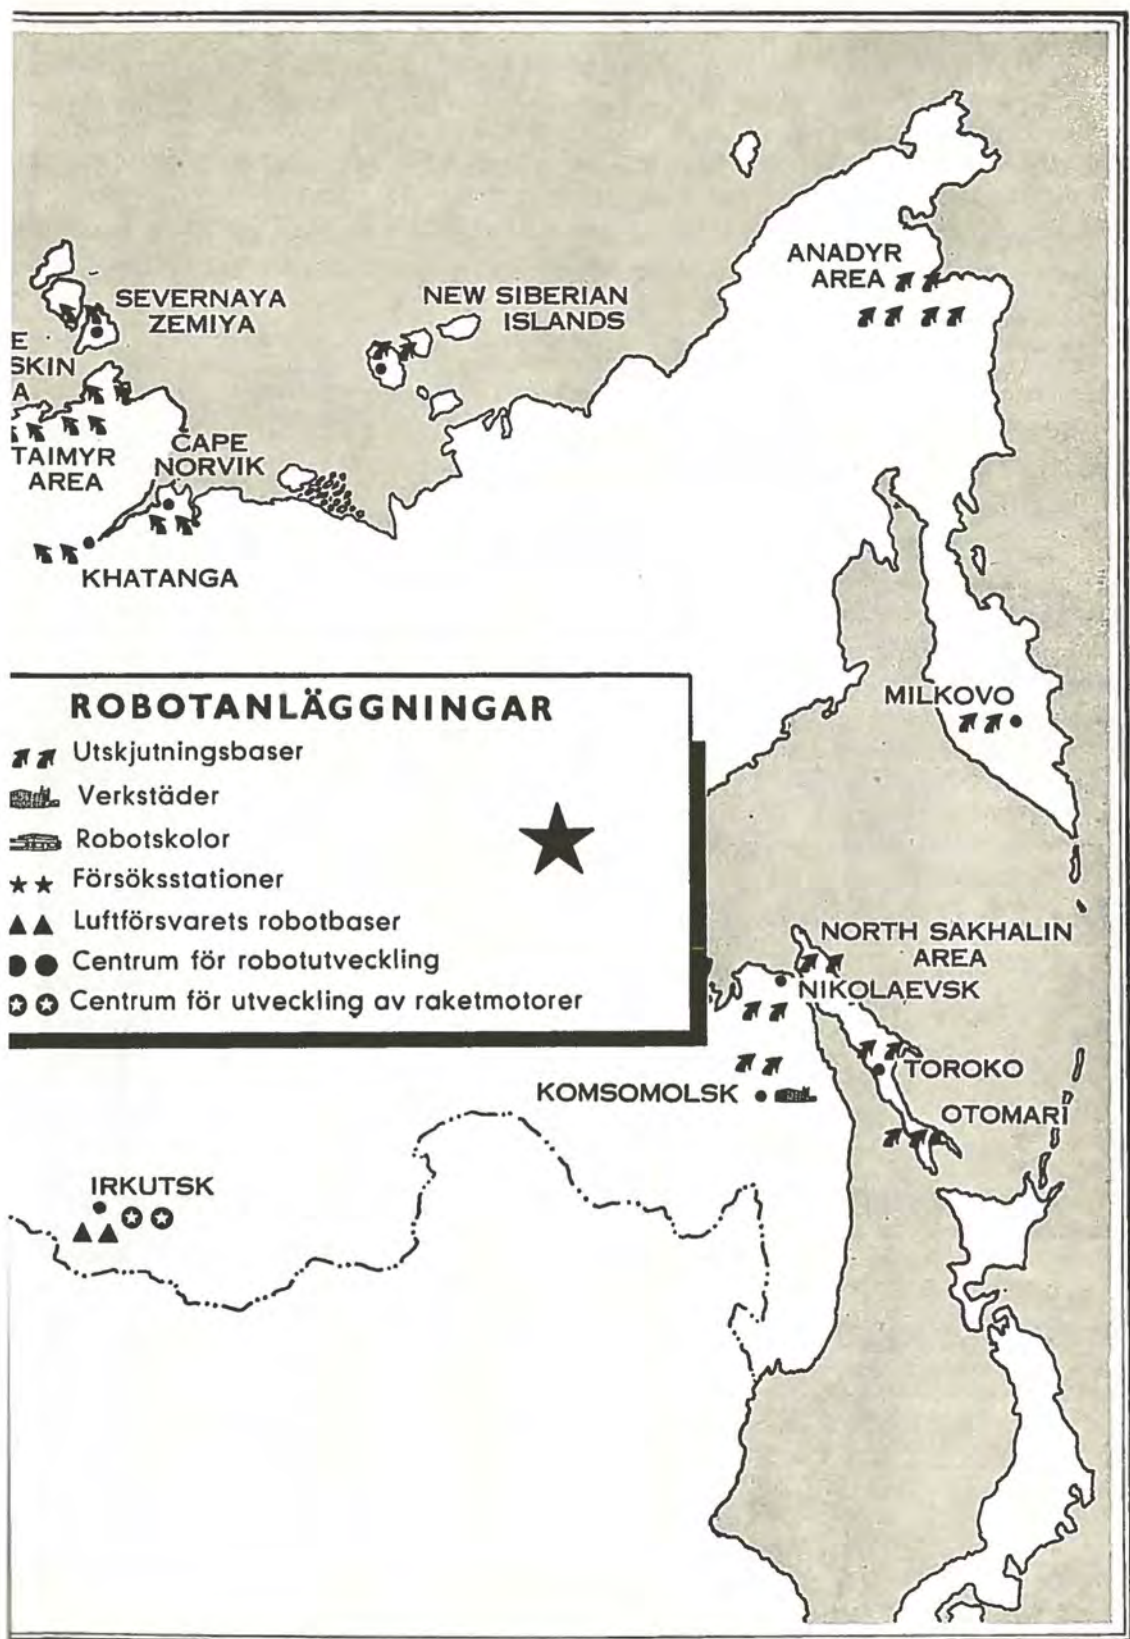 ANADYR
AREA
SEVERNAYA
ZEMIYA
NEW SIBERIAN
ISLANDS
E
SKIN
A
TAIMYR
AREA
CAPE
NORVIK
KHATANGA
MILKOVO
ROBOTANLÄGGNINGAR
Utskjutningsbaser
Verkstäder
Robotskolor
Försöksstationer
Luftförsvarets robotbaser
Centrum för robotutveckling
Centrum för utveckling av raketmotorer
NORTH SAKHALIN
AREA
NIKOLAEVSK
TOROKO
KOMSOMOLSK
OTOMARI
IRKUTSK